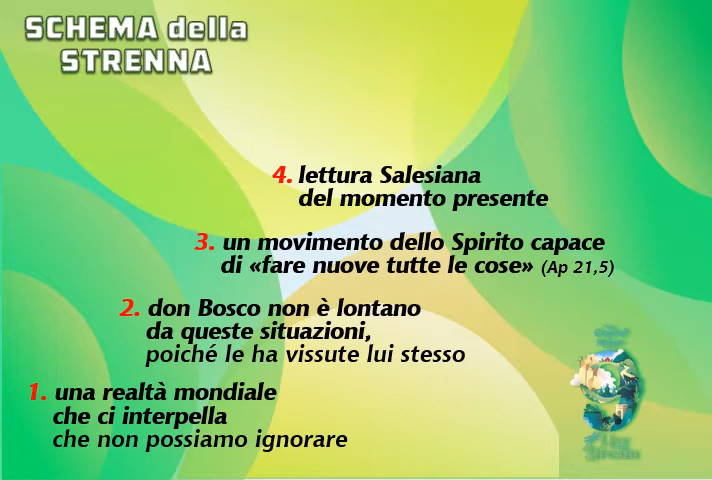 SCHEMA della
STRENNA
4. lettura Salesiana
del momento presente
3. un movimento dello Spirito capace
di «fare nuove tutte le cose» (Ap 21,5)
2. don Bosco non è lontano
da queste situazioni,
poiché le ha vissute lui stesso
1. una realtà mondiale
che ci interpella
che non possiamo ignorare